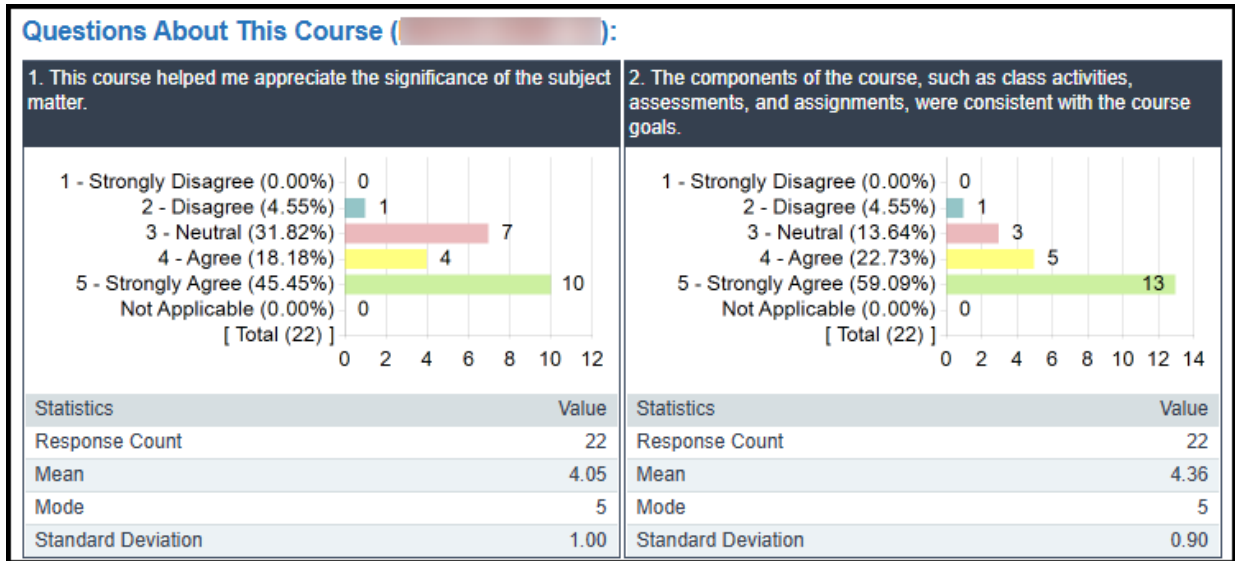 Questions About This Course ( ):
1. This course helped me appreciate the significance of the subject
matter.
1 - Strongly Disagree (0.00%) 0
2 - Disagree (4.55%) 1
3 - Neutral (31.82%) 7
4 - Agree (18.18%) 4
5 - Strongly Agree (45.45%) 10
Not Applicable (0.00%) 0
[ Total (22) ]
0 2 4 6 8 10 12
Statistics Value
Response Count 22
Mean 4.05
Mode 5
Standard Deviation 1.00
2. The components of the course, such as class activities,
assessments, and assignments, were consistent with the course
goals.
1 - Strongly Disagree (0.00%) 0
2 - Disagree (4.55%) 1
3 - Neutral (13.64%) 3
4 - Agree (22.73%) 5
5 - Strongly Agree (59.09%) 13
Not Applicable (0.00%) 0
[ Total (22) ]
0 2 4 6 8 10 12 14
Statistics Value
Response Count 22
Mean 4.36
Mode 5
Standard Deviation 0.90